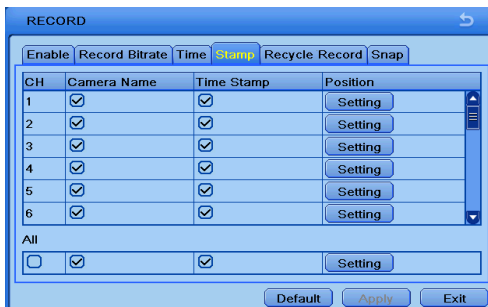 RECORD
Enable Record Bitrate Time Stamp Recycle Record Snap
CH Camera Name Time Stamp Position
1 Setting
2 Setting
3 Setting
4 Setting
5 Setting
6 Setting
All
Setting
Default Apply Exit